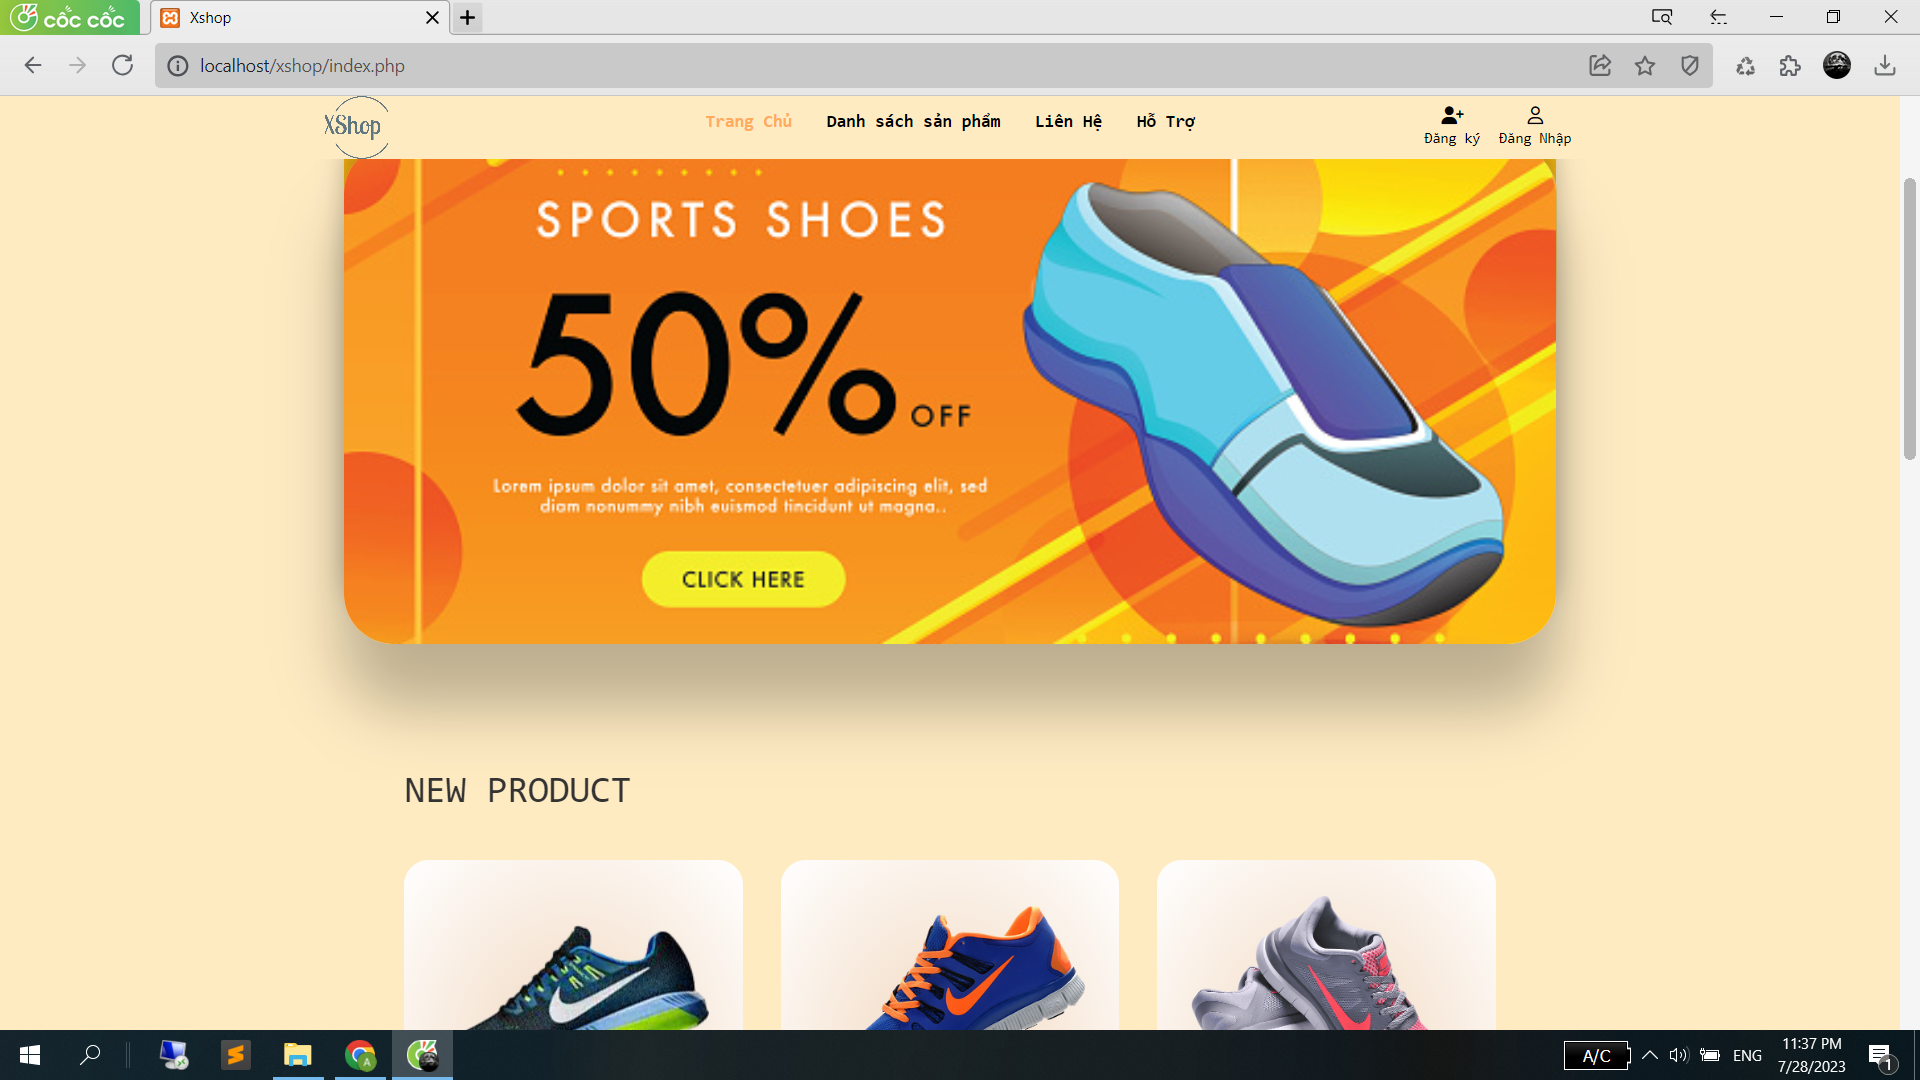 cốc cốc
Xshop
localhost/xshop/index.php
XShop
Trang Chủ
Danh sách sản phẩm
Liên Hệ
Hỗ Trợ
Đăng ký
Đăng Nhập
SPORTS SHOES
50% OFF
Lorem ipsum dolor sit amet, consectetuer adipiscing elit, sed
diam nonummy nibh euismod tincidunt ut magna..
CLICK HERE
NEW PRODUCT
A/C
ENG
11:37 PM
7/28/2023
1